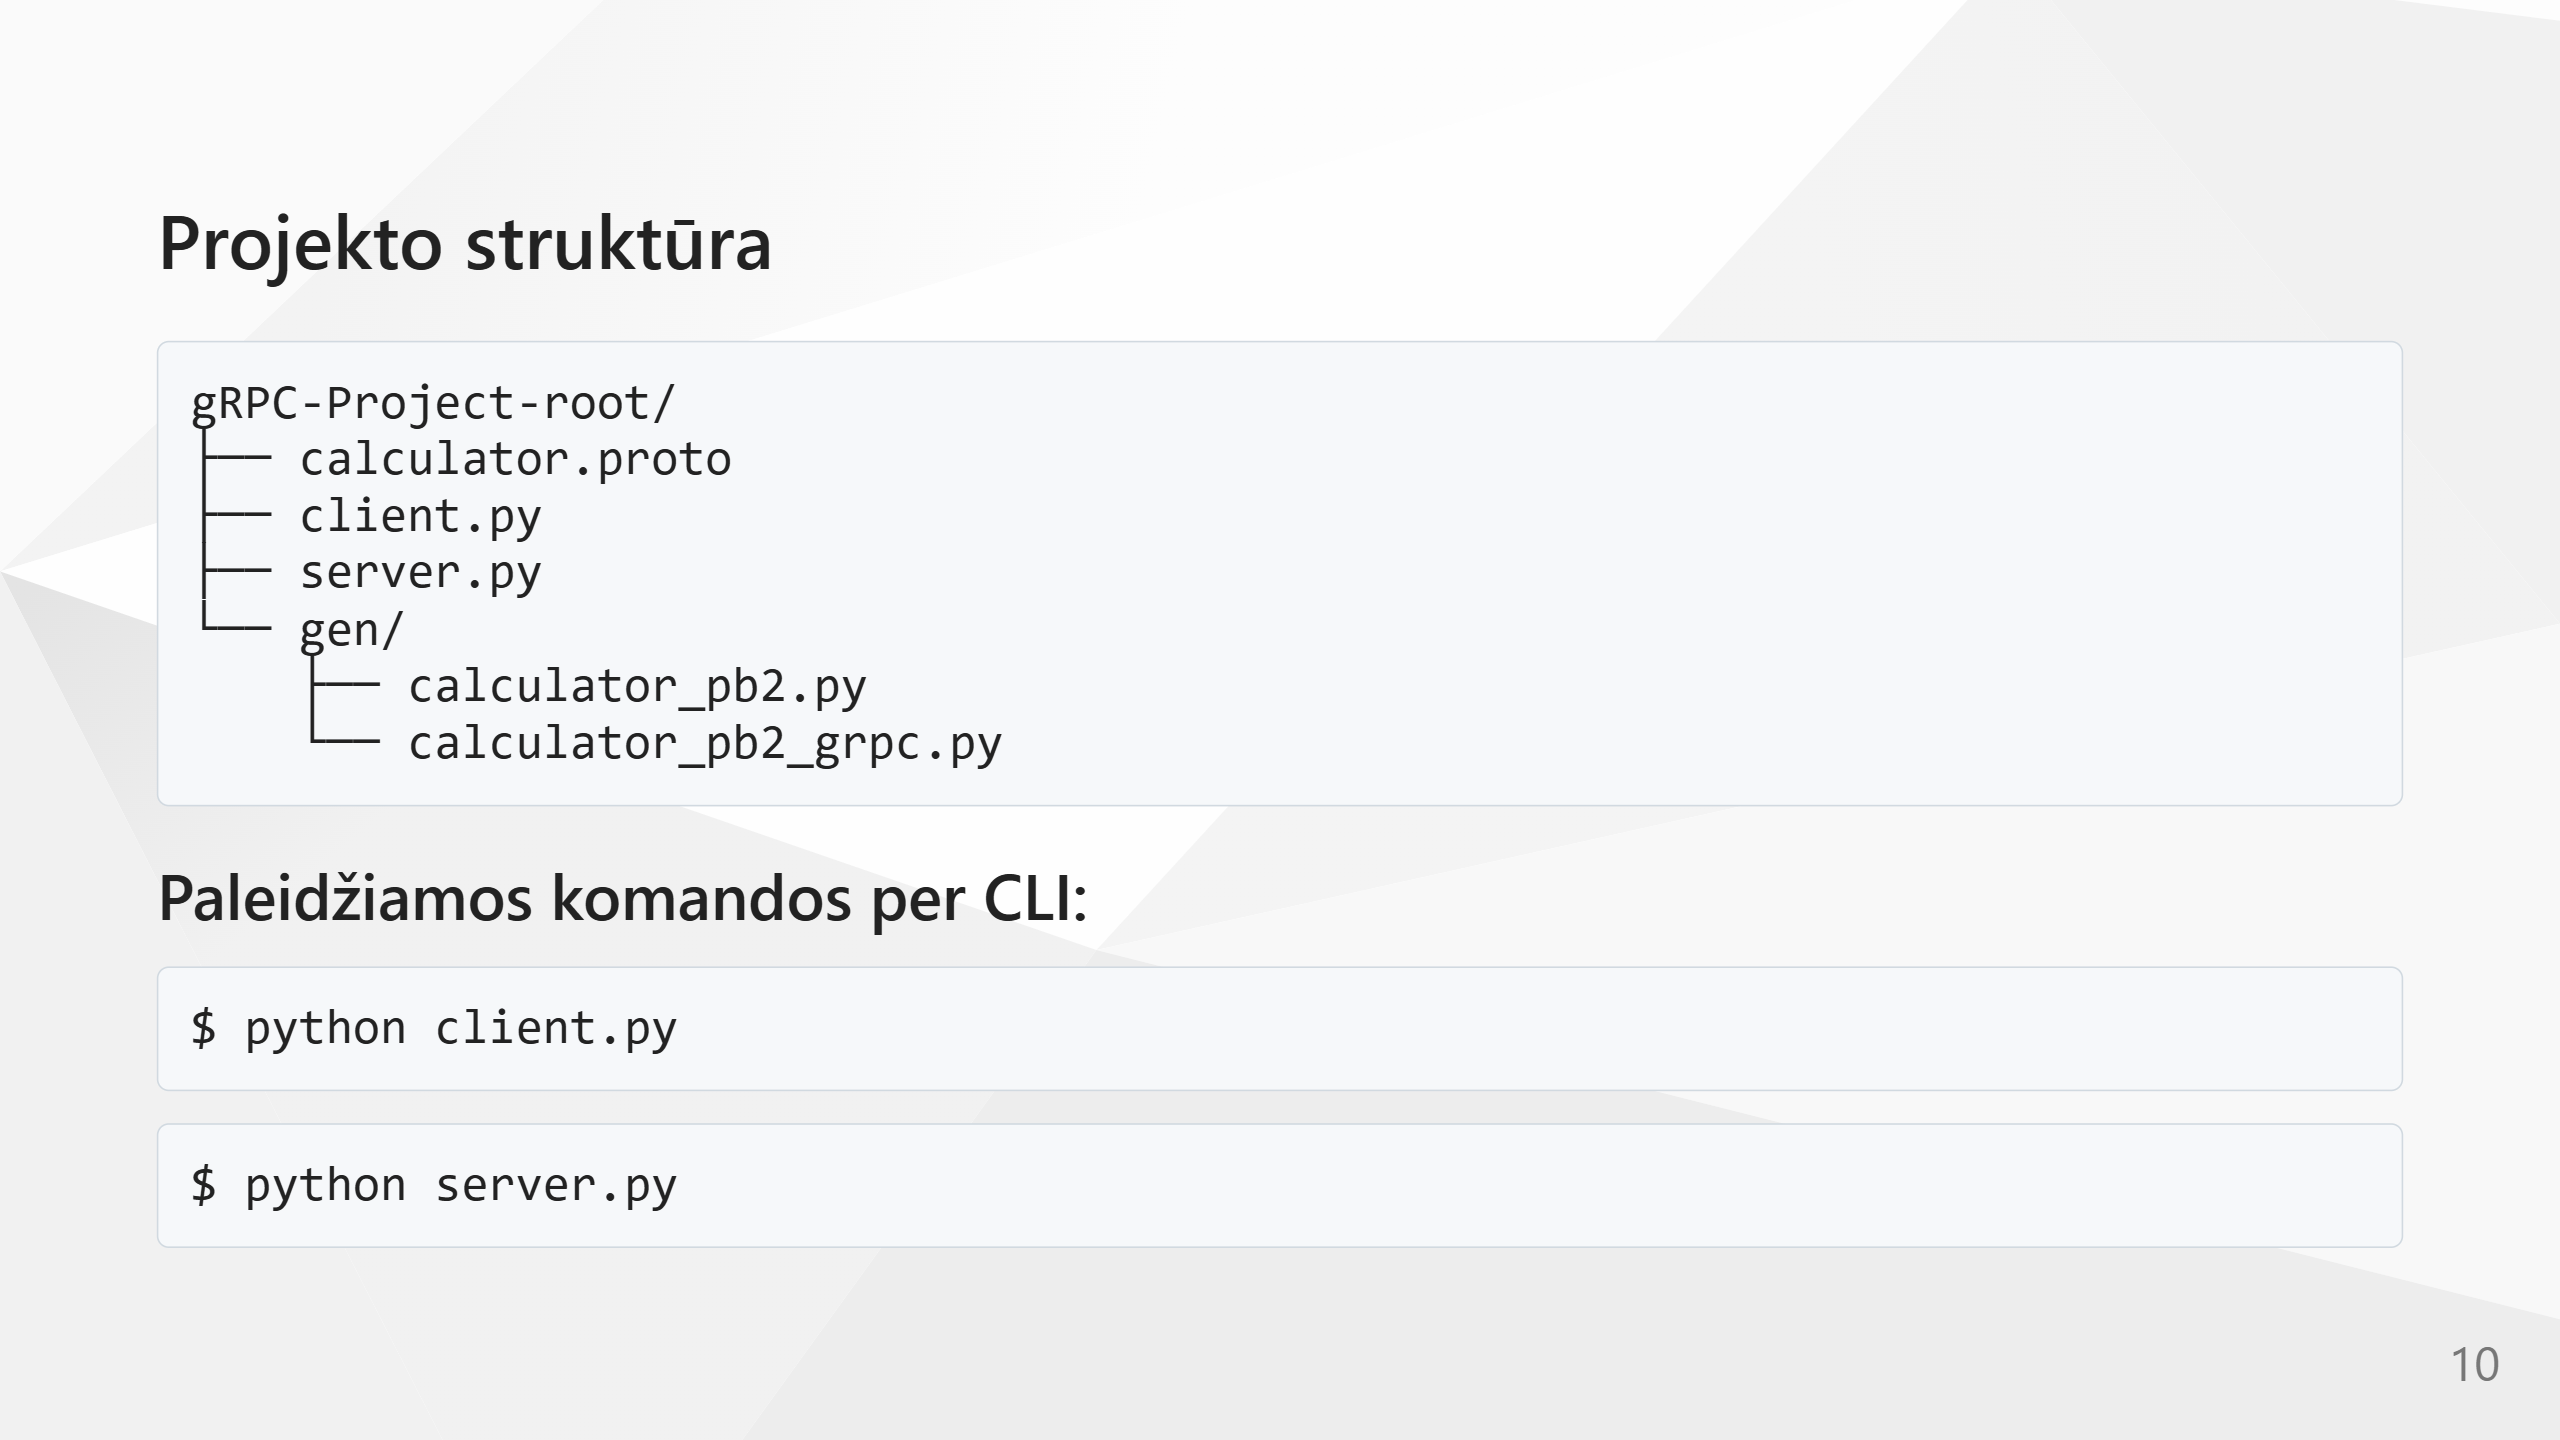 Projekto struktūra
gRPC-Project-root/
├── calculator.proto
├── client.py
├── server.py
└── gen/
    ├── calculator_pb2.py
    └── calculator_pb2_grpc.py
Paleidžiamos komandos per CLI:
$ python client.py
$ python server.py
10